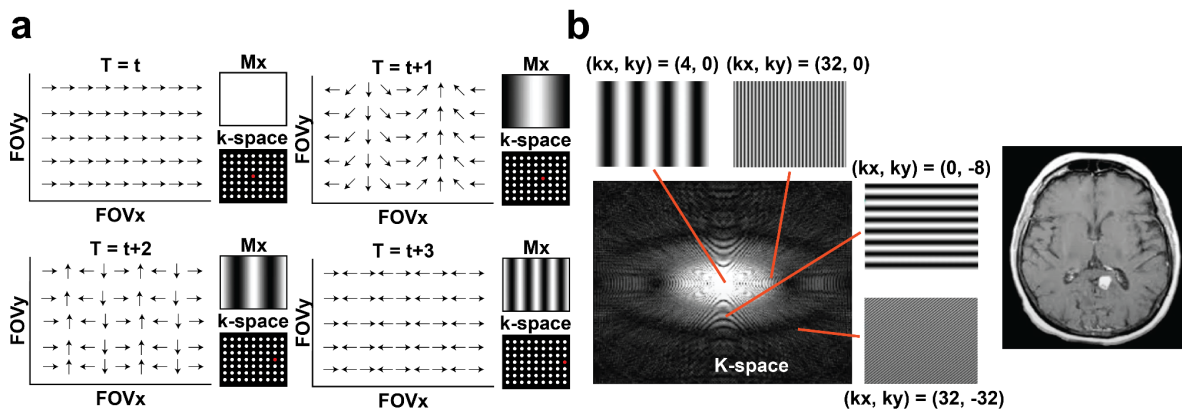 a
T = t
Mx
k-space
FOVy
FOVx
T = t+1
Mx
k-space
FOVy
FOVx
T = t+2
Mx
k-space
FOVy
FOVx
T = t+3
Mx
k-space
FOVy
FOVx
b
(kx, ky) = (4, 0)
(kx, ky) = (32, 0)
(kx, ky) = (0, -8)
K-space
(kx, ky) = (32, -32)